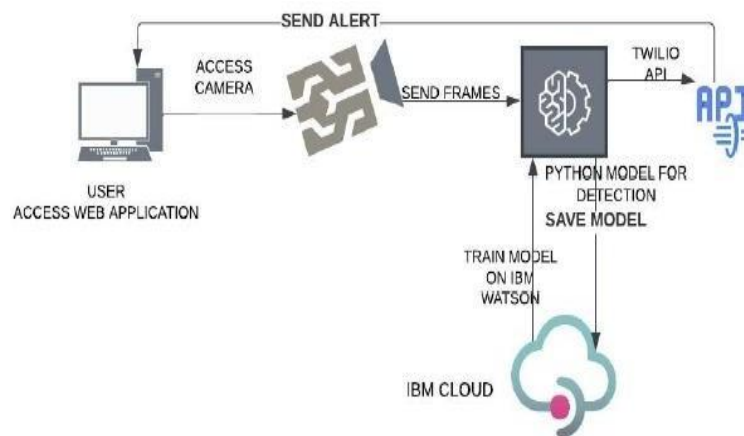 SEND ALERT
ACCESS
CAMERA
SEND FRAMES
TWILIO
API
API
USER
ACCESS WEB APPLICATION
PYTHON MODEL FOR
DETECTION
SAVE MODEL
TRAIN MODEL
ON IBM
WATSON
IBM CLOUD